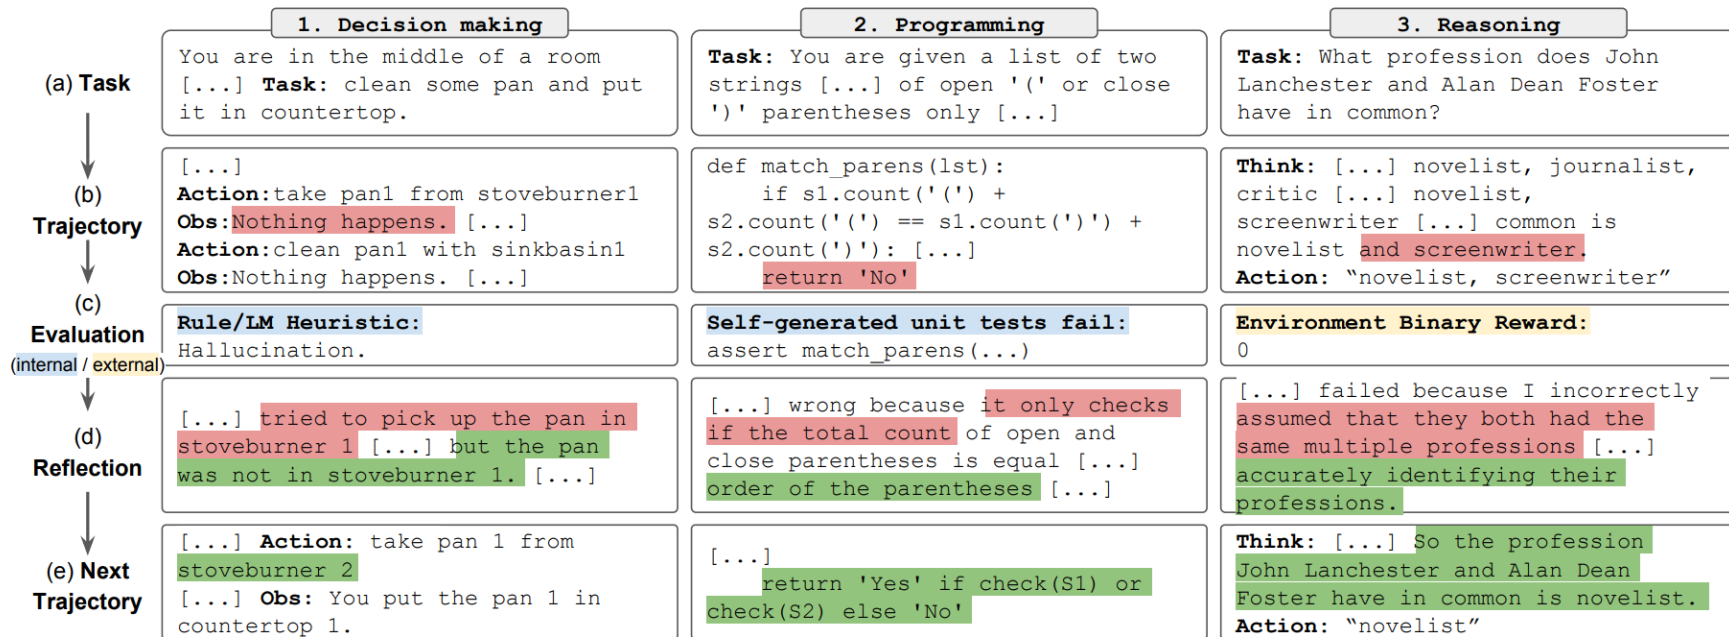 1. Decision making
2. Programming
3. Reasoning
(a) Task
You are in the middle of a room
[...] Task: clean some pan and put
it in countertop.
Task: You are given a list of two
strings [...] of open '(' or close
')' parentheses only [...]
Task: What profession does John
Lanchester and Alan Dean Foster
have in common?
(b)
Trajectory
[...]
Action:take pan1 from stoveburner1
Obs:Nothing happens. [...]
Action:clean pan1 with sinkbasin1
Obs:Nothing happens. [...]
def match_parens(lst):
    if s1.count('(') +
s2.count('(') == s1.count(')') +
s2.count(')'): [...]
    return 'No'
Think: [...] novelist, journalist,
critic [...] novelist,
screenwriter [...] common is
novelist and screenwriter.
Action: “novelist, screenwriter”
(c)
Evaluation
(internal / external)
Rule/LM Heuristic:
Hallucination.
Self-generated unit tests fail:
assert match_parens(...)
Environment Binary Reward:
0
(d)
Reflection
[...] tried to pick up the pan in
stoveburner 1 [...] but the pan
was not in stoveburner 1. [...]
[...] wrong because it only checks
if the total count of open and
close parentheses is equal [...]
order of the parentheses [...]
[...] failed because I incorrectly
assumed that they both had the
same multiple professions [...]
accurately identifying their
professions.
(e) Next
Trajectory
[...] Action: take pan 1 from
stoveburner 2
[...] Obs: You put the pan 1 in
countertop 1.
[...]
    return 'Yes' if check(S1) or
check(S2) else 'No'
Think: [...] So the profession
John Lanchester and Alan Dean
Foster have in common is novelist.
Action: “novelist”